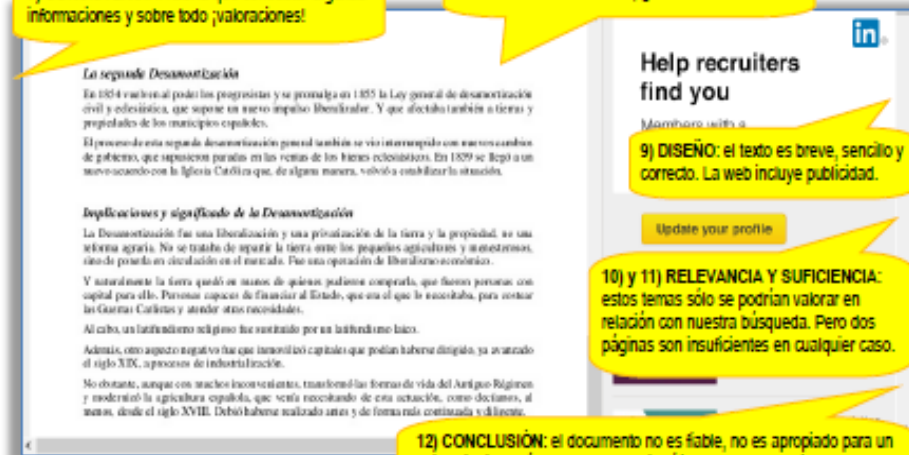 informaciones y sobre todo ¡valoraciones!
La segunda Desamortización
En 1854 vuelven al poder los progresistas y se promulga en 1855 la Ley general de desamortización
civil y eclesiástica, que supone un nuevo impulso liberalizador. Y que afectaba también a tierras y
propiedades de los municipios españoles.
El proceso de esta segunda desamortización general también se vio interrumpido con nuevos cambios
de gobierno, que supusieron paradas en las ventas de los bienes eclesiásticos. En 1859 se llegó a un
nuevo acuerdo con la Iglesia Católica que, de alguna manera, volvió a estabilizar la situación.
Implicaciones y significado de la Desamortización
La Desamortización fue una liberalización y una privatización de la tierra y la propiedad, no una
reforma agraria. No se trataba de repartir la tierra entre los pequeños agricultores y menesterosos,
sino de ponerla en circulación en el mercado. Fue una operación de liberalismo económico.
Y naturalmente la tierra quedó en manos de quienes pudieron comprarla, que fueron personas con
capital para ello. Personas capaces de financiar al Estado, que era el que lo necesitaba, para costear
las Guerras Carlistas y atender otras necesidades.
Al cabo, un latifundismo religioso fue sustituido por un latifundismo laico.
Además, otro aspecto negativo fue que inmovilizó capitales que podían haberse dirigido, ya avanzado
el siglo XIX, a procesos de industrialización.
No obstante, aunque con muchos inconvenientes, transformó las formas de vida del Antiguo Régimen
y modernizó la agricultura española, que venía necesitando de esta actuación, como decíamos, al
menos, desde el siglo XVIII. Debió haberse realizado antes y de forma más continuada y diligente.
in
Help recruiters
find you
Members with a
9) DISEÑO: el texto es breve, sencillo y
correcto. La web incluye publicidad.
Update your profile
10) y 11) RELEVANCIA Y SUFICIENCIA:
estos temas sólo se podrían valorar en
relación con nuestra búsqueda. Pero dos
páginas son insuficientes en cualquier caso.
12) CONCLUSIÓN: el documento no es fiable, no es apropiado para un